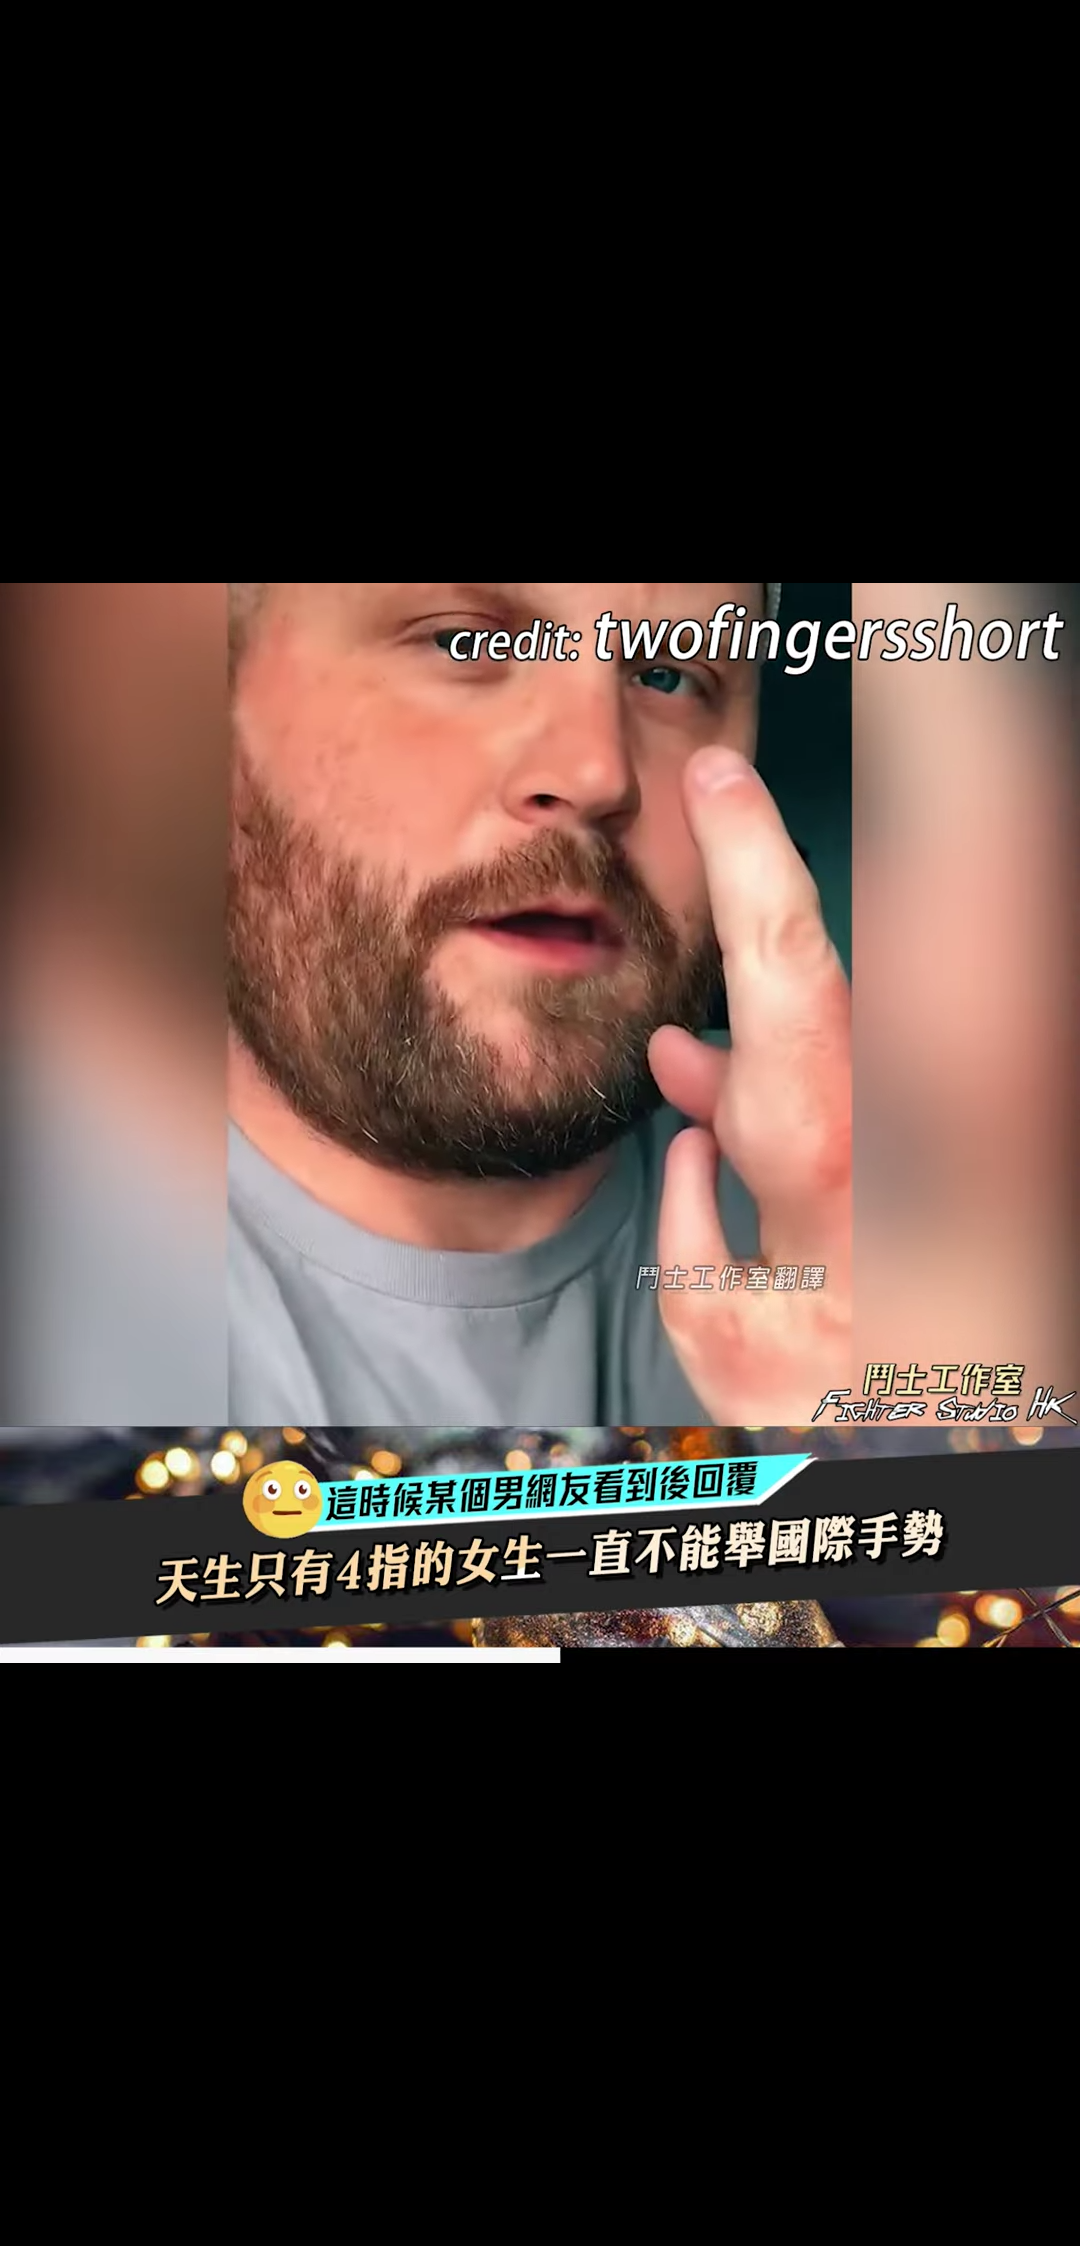 credit: twofingersshort
鬥士工作室翻譯
鬥士工作室
FIGHTER STUDIO HK
這時候某個男網友看到後回覆
天生只有4指的女生一直不能舉國際手勢